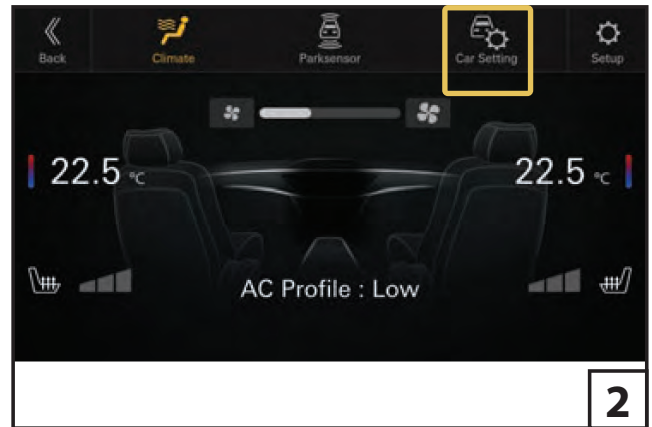 Back Climate Parksensor Car Setting Setup
22.5 °C 22.5 °C
AC Profile : Low
2